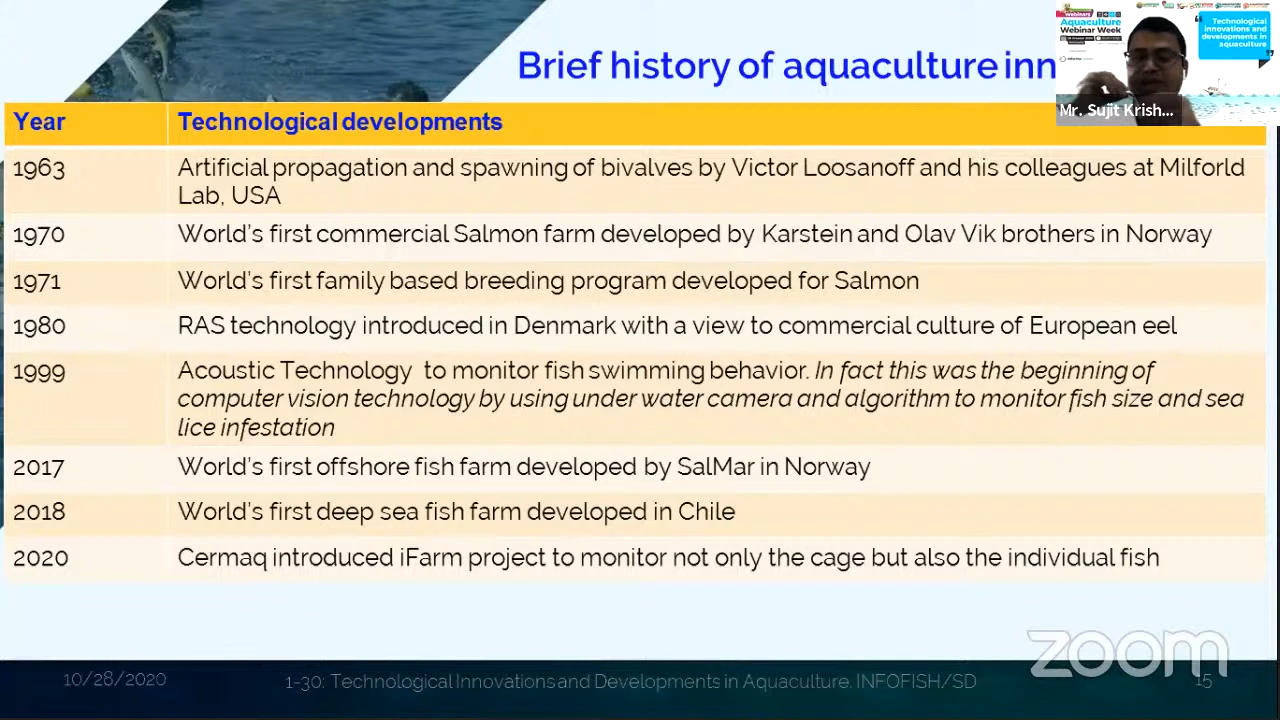 Brief history of aquaculture inn
Webinars
Aquaculture
Webinar Week
Technological
innovations and
developments in
aquaculture
Mr. Sujit Krish...
Year Technological developments
1963 Artificial propagation and spawning of bivalves by Victor Loosanoff and his colleagues at Milforld
Lab, USA
1970 World's first commercial Salmon farm developed by Karstein and Olav Vik brothers in Norway
1971 World's first family based breeding program developed for Salmon
1980 RAS technology introduced in Denmark with a view to commercial culture of European eel
1999 Acoustic Technology to monitor fish swimming behavior. In fact this was the beginning of
computer vision technology by using under water camera and algorithm to monitor fish size and sea
lice infestation
2017 World's first offshore fish farm developed by SalMar in Norway
2018 World's first deep sea fish farm developed in Chile
2020 Cermaq introduced iFarm project to monitor not only the cage but also the individual fish
zoom
10/28/2020 1-30: Technological Innovations and Developments in Aquaculture. INFOFISH/SD 15